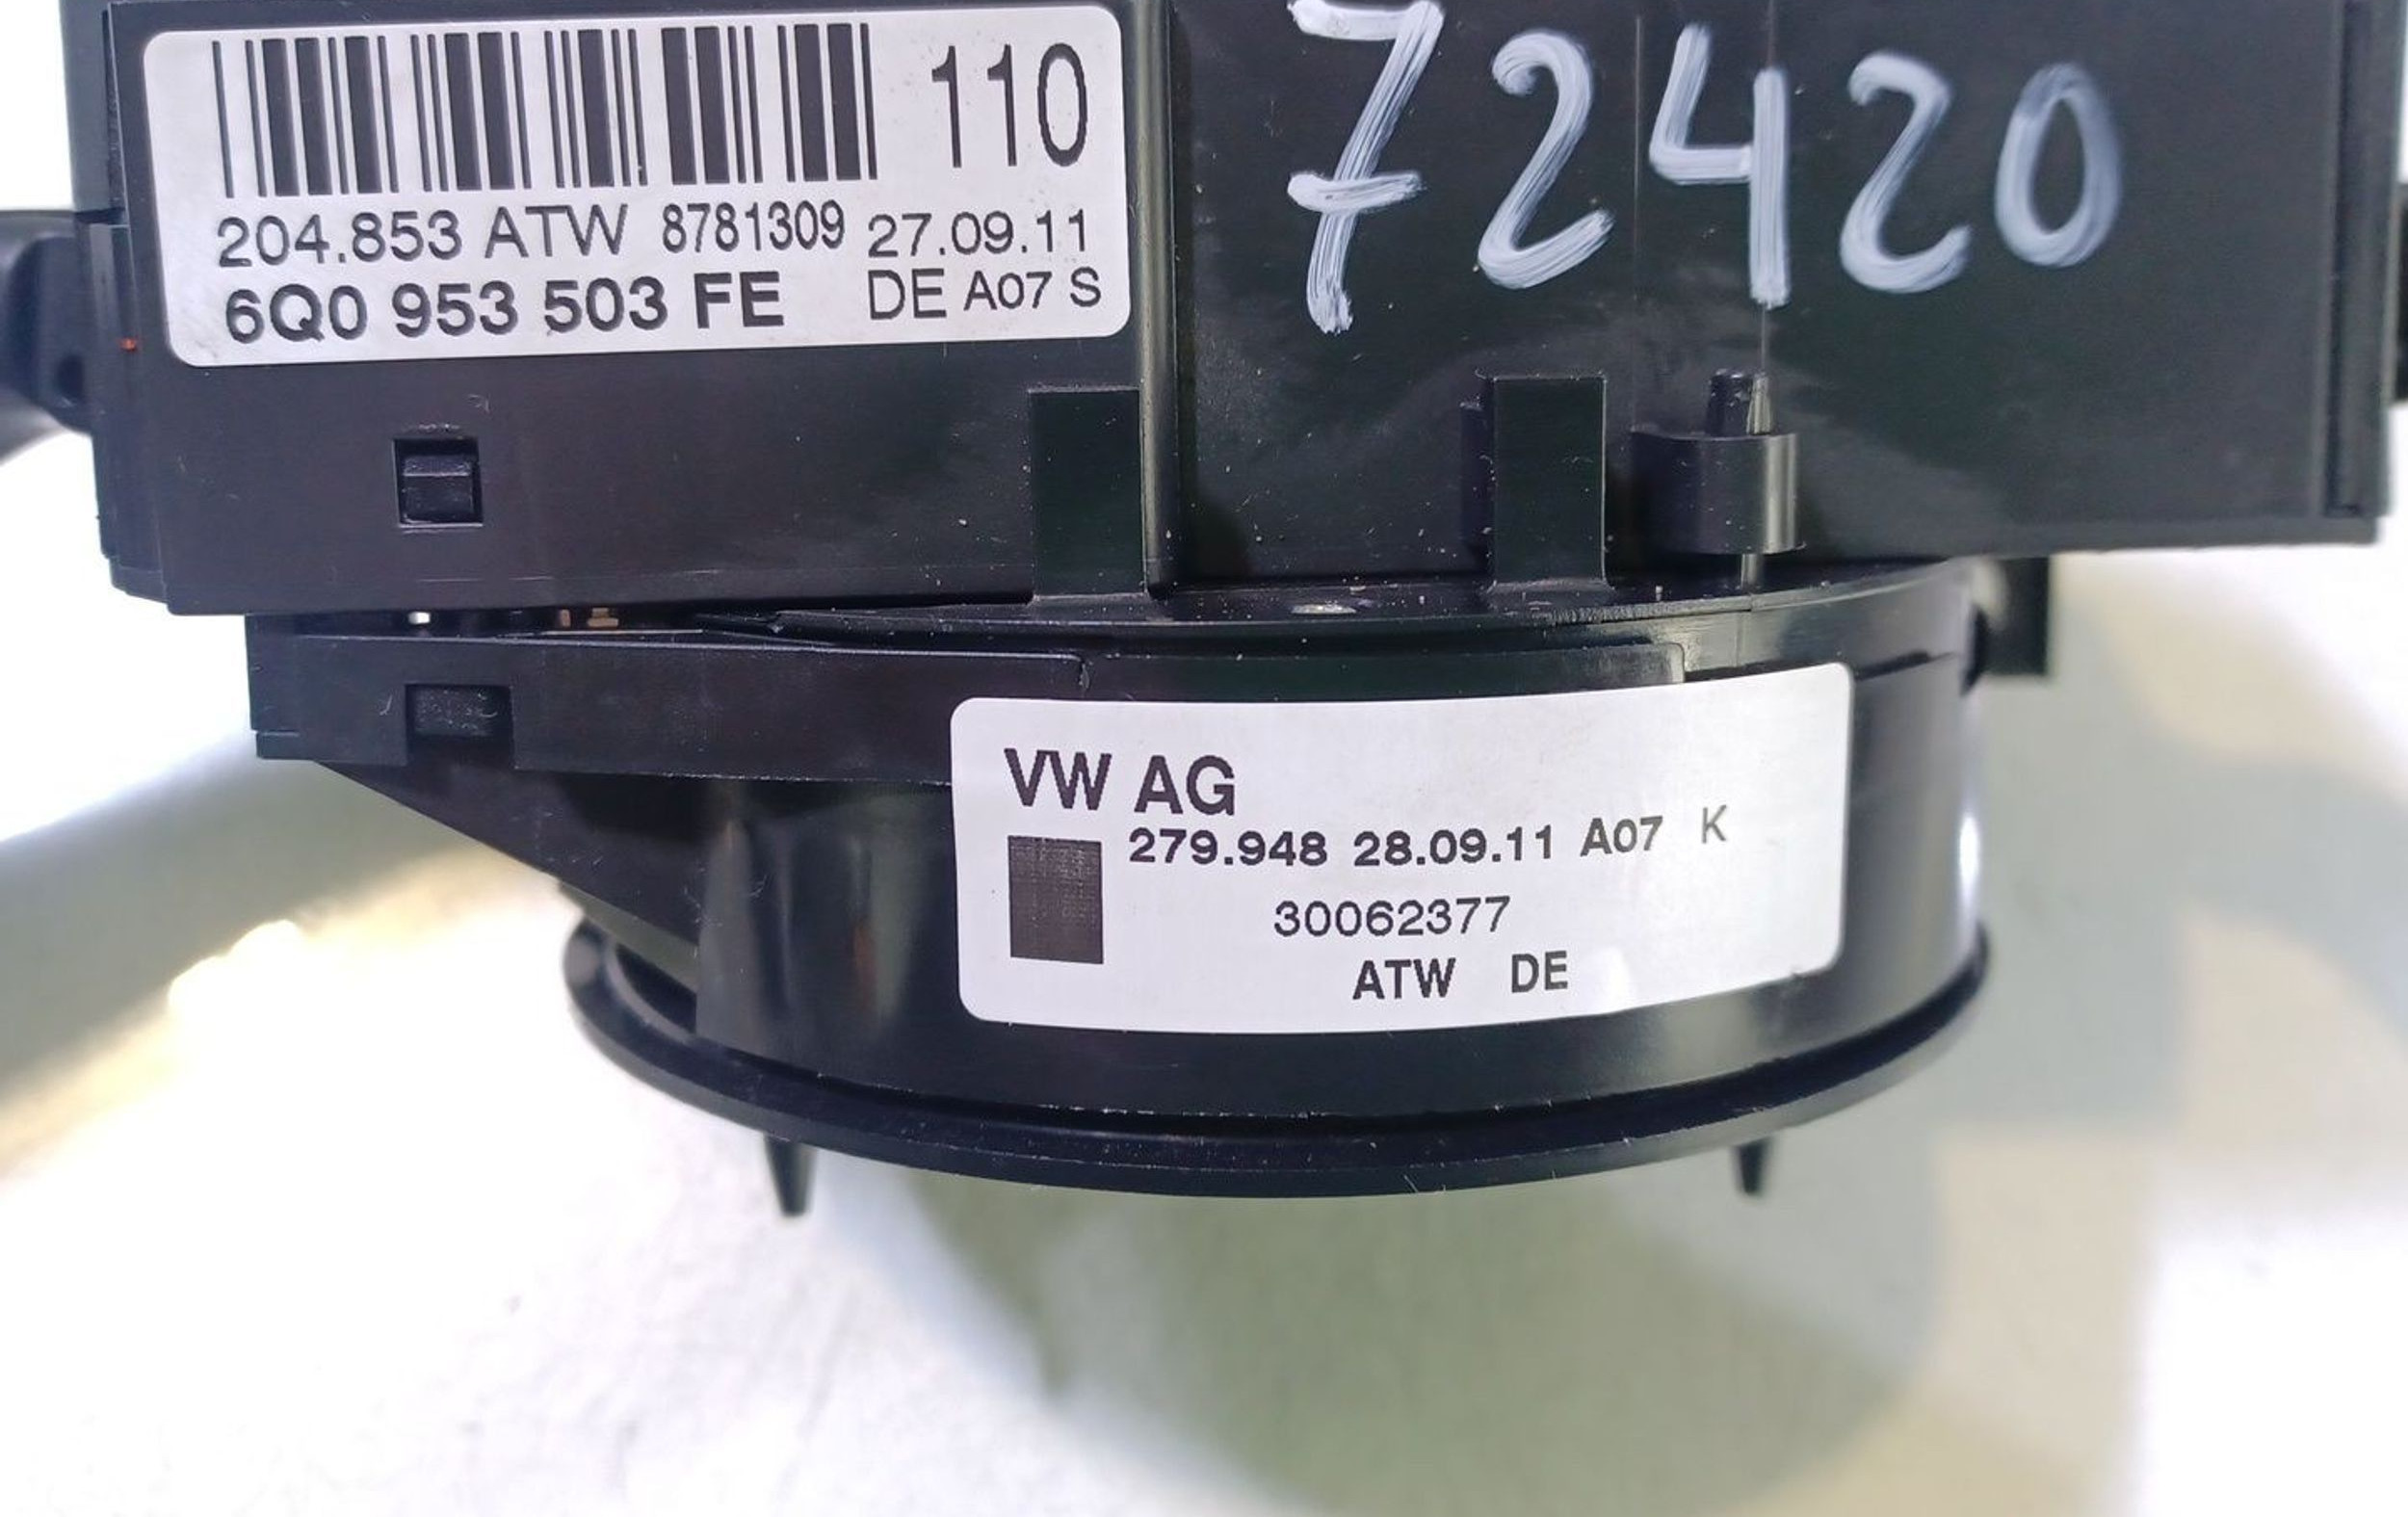 110
204.853 ATW 8781309 27.09.11
6Q0 953 503 FE DE A07 S
72420
VW AG
279.948 28.09.11 A07 K
30062377
ATW DE